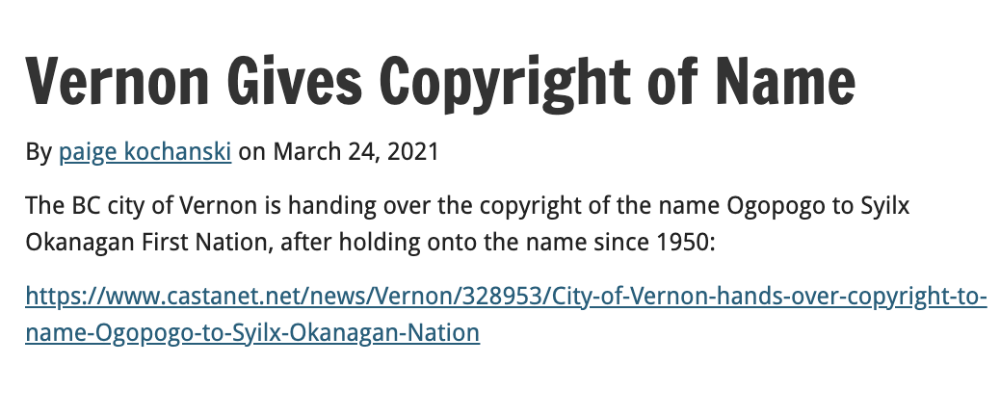 Vernon Gives Copyright of Name
By paige kochanski on March 24, 2021
The BC city of Vernon is handing over the copyright of the name Ogopogo to Syilx
Okanagan First Nation, after holding onto the name since 1950:
https://www.castanet.net/news/Vernon/328953/City-of-Vernon-hands-over-copyright-to-
name-Ogopogo-to-Syilx-Okanagan-Nation